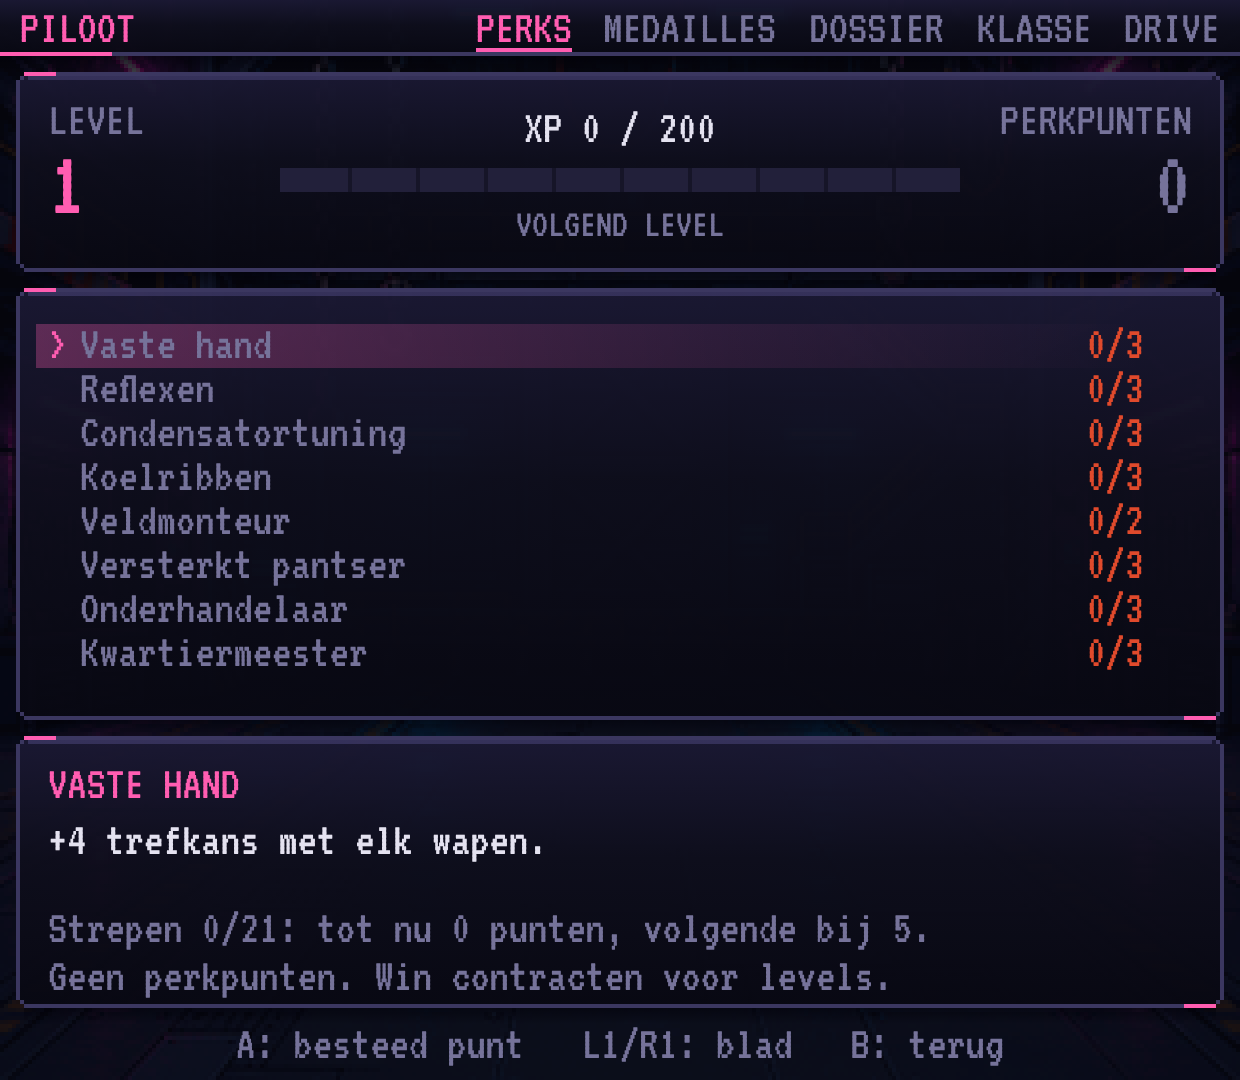 PILOOT PERKS MEDAILLES DOSSIER KLASSE DRIVE
LEVEL XP 0 / 200 PERKPUNTEN
1 0
VOLGEND LEVEL
❯ Vaste hand 0/3
Reflexen 0/3
Condensatortuning 0/3
Koelribben 0/3
Veldmonteur 0/2
Versterkt pantser 0/3
Onderhandelaar 0/3
Kwartiermeester 0/3
VASTE HAND
+4 trefkans met elk wapen.
Strepen 0/21: tot nu 0 punten, volgende bij 5.
Geen perkpunten. Win contracten voor levels.
A: besteed punt L1/R1: blad B: terug